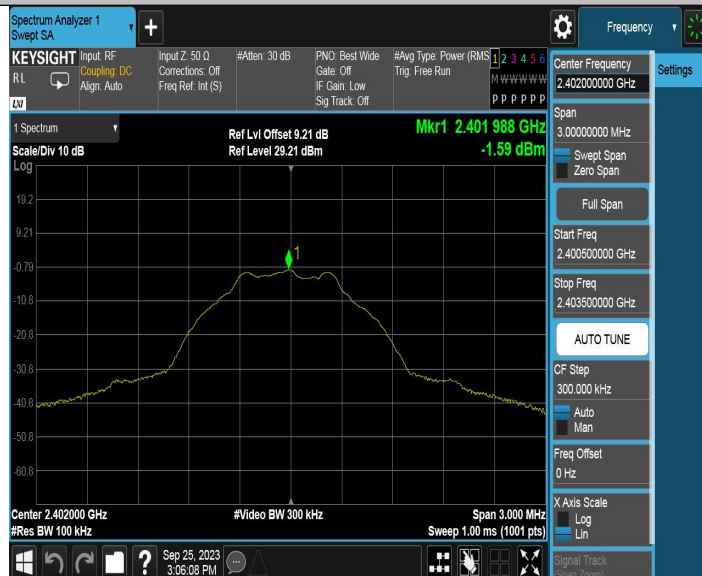 Spectrum Analyzer 1
Swept SA
+
Frequency
KEYSIGHT
RL
LXI
Input: RF
Coupling: DC
Align: Auto
Input Z: 50 Ω
Corrections: Off
Freq Ref: Int (S)
#Atten: 30 dB
PNO: Best Wide
Gate: Off
IF Gain: Low
Sig Track: Off
#Avg Type: Power (RMS
Trig: Free Run
1 2 3 4 5 6
M W W W W W
P P P P P P
1 Spectrum
Scale/Div 10 dB
Log
Ref Lvl Offset 9.21 dB
Ref Level 29.21 dBm
Mkr1 2.401 988 GHz
-1.59 dBm
19.2
9.21
-0.79
-10.8
-20.8
-30.8
-40.8
-50.8
-60.8
1
Center 2.402000 GHz
#Res BW 100 kHz
#Video BW 300 kHz
Span 3.000 MHz
Sweep 1.00 ms (1001 pts)
?
Sep 25, 2023
3:06:08 PM
Center Frequency
2.402000000 GHz
Settings
Span
3.00000000 MHz
Swept Span
Zero Span
Full Span
Start Freq
2.400500000 GHz
Stop Freq
2.403500000 GHz
AUTO TUNE
CF Step
300.000 kHz
Auto
Man
Freq Offset
0 Hz
X Axis Scale
Log
Lin
Signal Track
(Span Zoom)